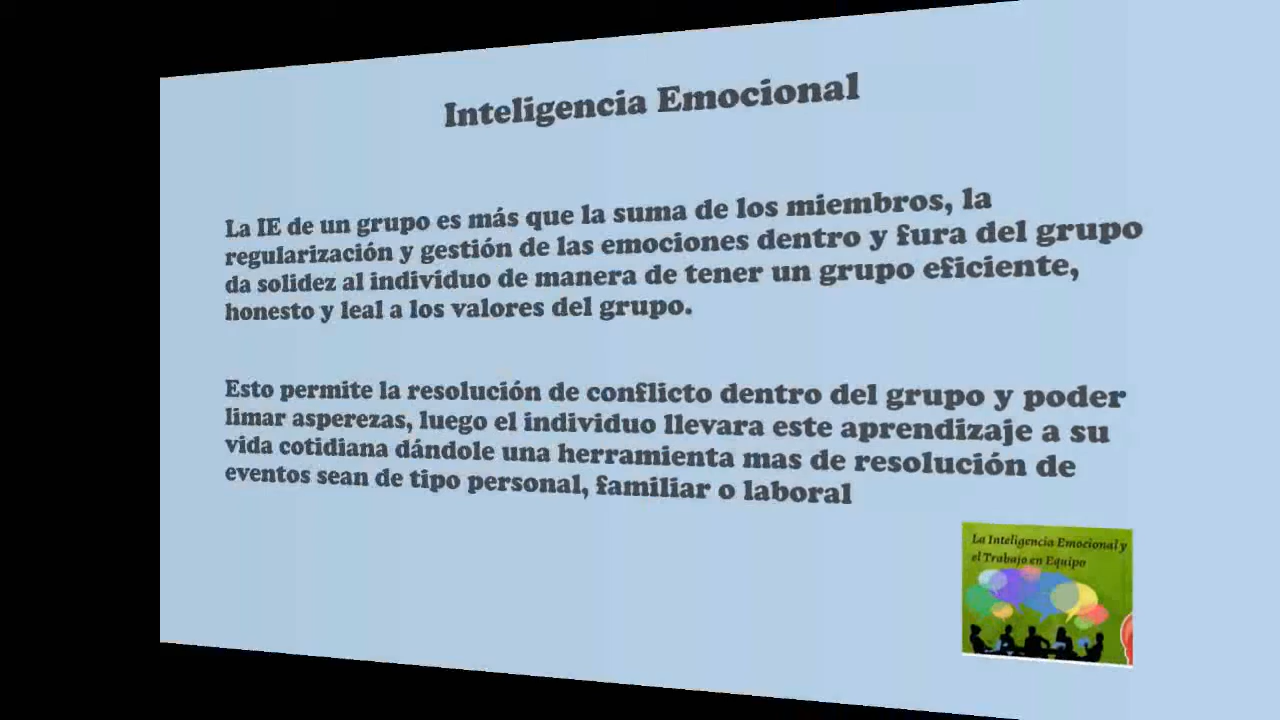 Inteligencia Emocional
La IE de un grupo es más que la suma de los miembros, la
regularización y gestión de las emociones dentro y fura del grupo
da solidez al individuo de manera de tener un grupo eficiente,
honesto y leal a los valores del grupo.
Esto permite la resolución de conflicto dentro del grupo y poder
limar asperezas, luego el individuo llevara este aprendizaje a su
vida cotidiana dándole una herramienta mas de resolución de
eventos sean de tipo personal, familiar o laboral
La Inteligencia Emocional y
el Trabajo en Equipo